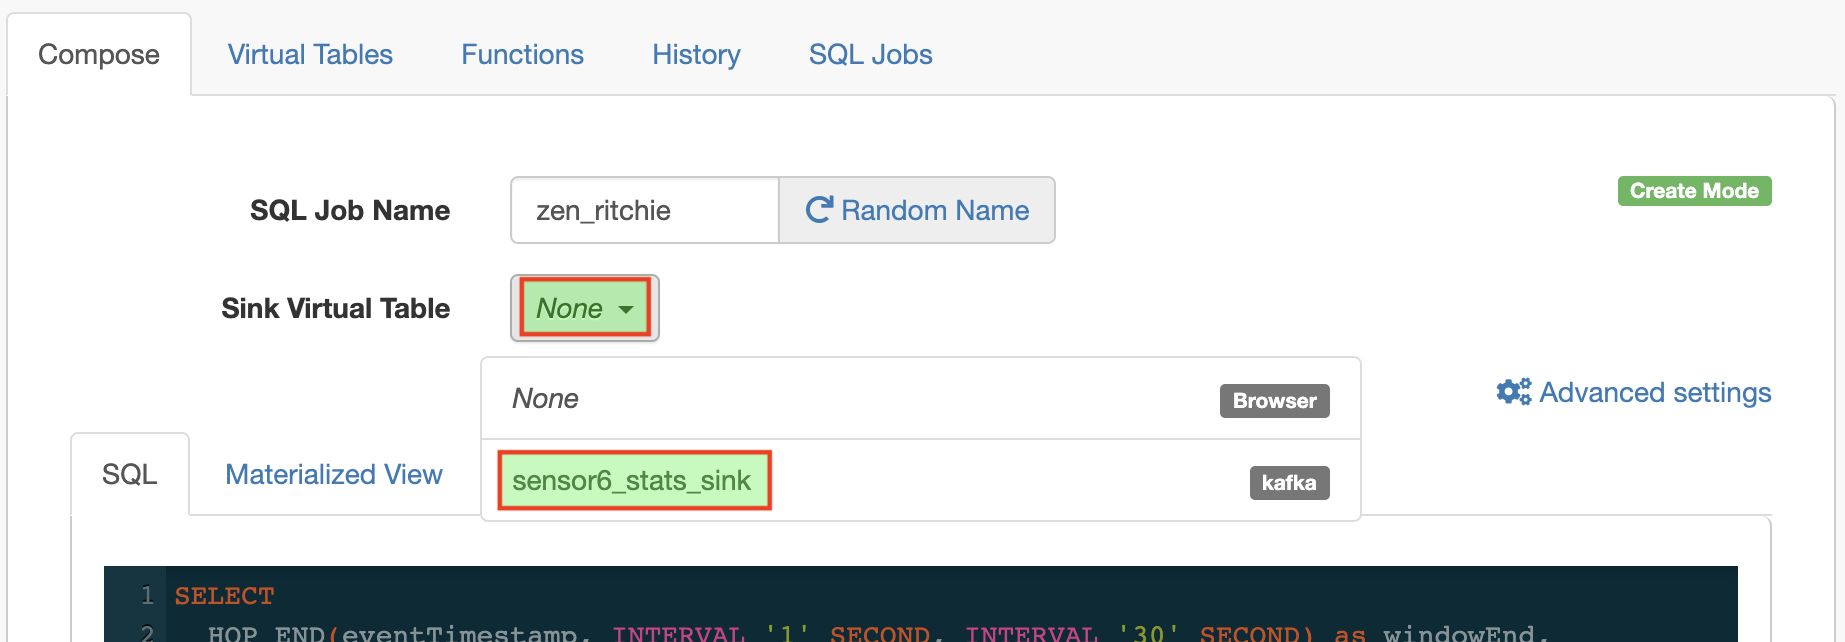 Compose Virtual Tables Functions History SQL Jobs
SQL Job Name zen_ritchie Random Name Create Mode
Sink Virtual Table None
None Browser
Advanced settings
SQL Materialized View sensor6_stats_sink kafka
1 SELECT
2 HOP_END(eventTimestamp, INTERVAL '1' SECOND, INTERVAL '30' SECOND) as windowEnd,